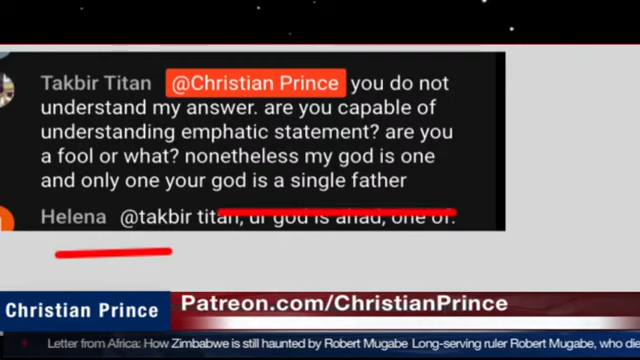 Takbir Titan @Christian Prince you do not
understand my answer. are you capable of
understanding emphatic statement? are you
a fool or what? nonetheless my god is one
and only one your god is a single father
Helena @takbir titan, ur god is ahad, one of.
Christian Prince
Patreon.com/ChristianPrince
Letter from Africa: How Zimbabwe is still haunted by Robert Mugabe Long-serving ruler Robert Mugabe, who die